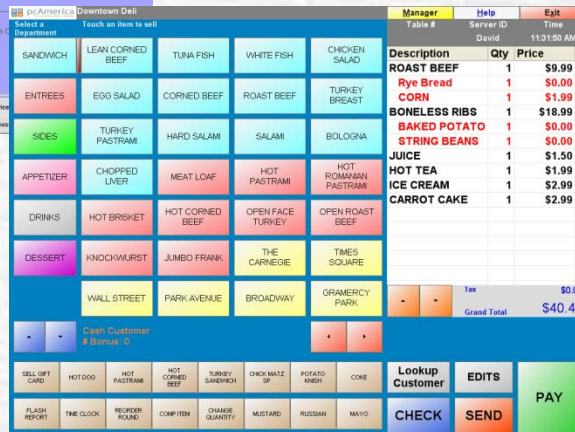 pcAmerica Downtown Deli
Manager Help Exit
Select a Department
Touch an item to sell
Table # Server ID Time
David 11:31:50 AM
SANDWICH LEAN CORNED BEEF TUNA FISH WHITE FISH CHICKEN SALAD
ENTREES EGG SALAD CORNED BEEF ROAST BEEF TURKEY BREAST
SIDES TURKEY PASTRAMI HARD SALAMI SALAMI BOLOGNA
APPETIZER CHOPPED LIVER MEAT LOAF HOT PASTRAMI HOT ROMANIAN PASTRAMI
DRINKS HOT BRISKET HOT CORNED BEEF OPEN FACE TURKEY OPEN ROAST BEEF
DESSERT KNOCKWURST JUMBO FRANK THE CARNEGIE TIMES SQUARE
WALL STREET PARK AVENUE BROADWAY GRAMERCY PARK
Cash Customer
# Bonus: 0
Description Qty Price
ROAST BEEF 1 $9.99
Rye Bread 1 $0.00
CORN 1 $1.99
BONELESS RIBS 1 $18.99
BAKED POTATO 1 $0.00
STRING BEANS 1 $0.00
JUICE 1 $1.50
HOT TEA 1 $1.99
ICE CREAM 1 $2.99
CARROT CAKE 1 $2.99
Tax $0.0
Grand Total $40.4
SELL GIFT CARD HOT DOG HOT PASTRAMI HOT CORNED BEEF TURKEY SANDWICH CHICK MATZ SP POTATO KNISH COKE
FLASH REPORT TIME CLOCK REORDER ROUND COMP ITEM CHANGE QUANTITY MUSTARD RUSSIAN MAYO
Lookup Customer EDITS PAY
CHECK SEND